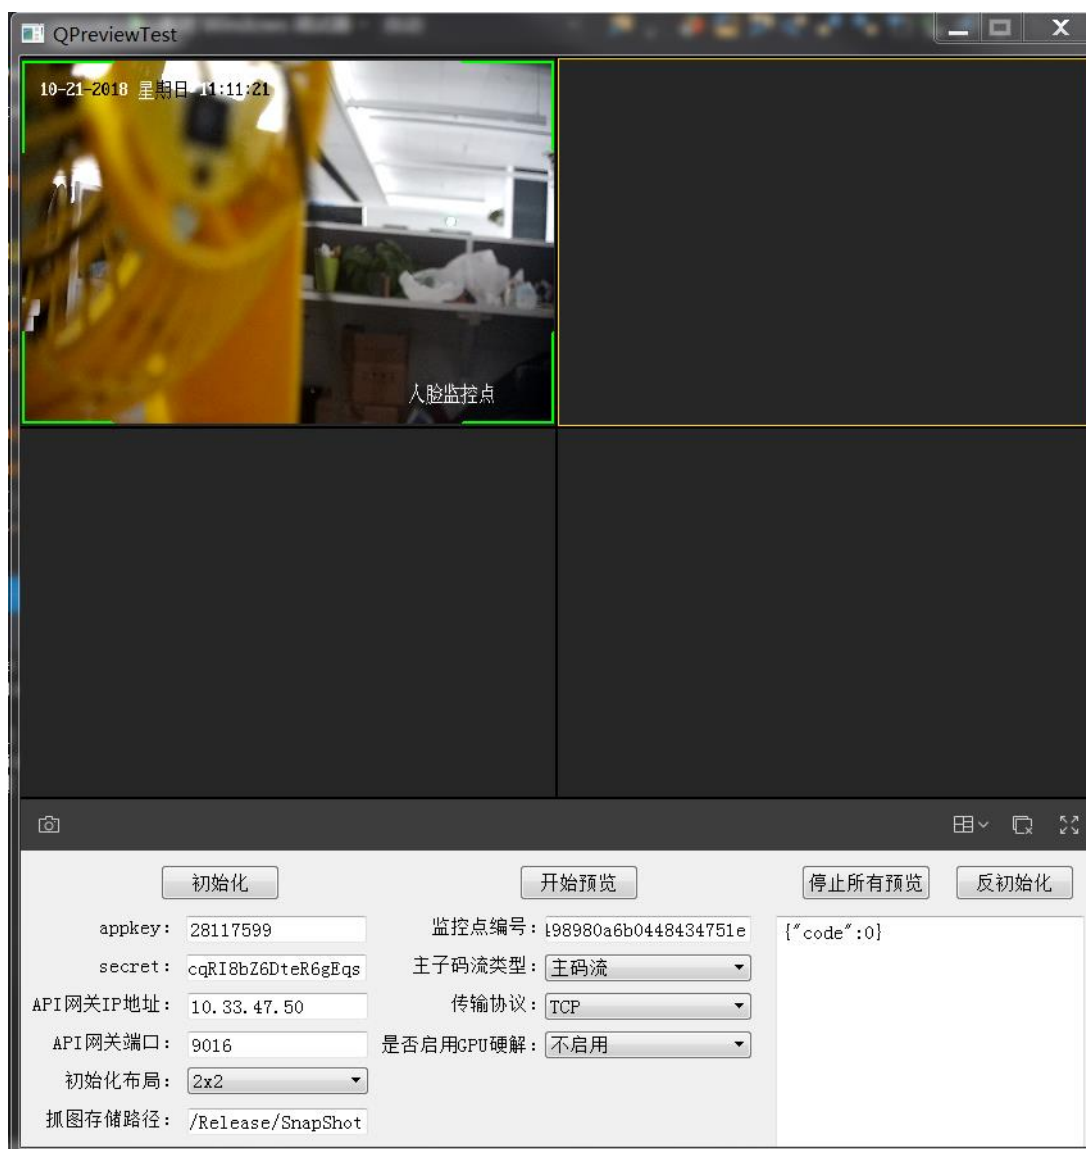 QPreviewTest
10-21-2018 星期日 11:11:21
人脸监控点
初始化 开始预览 停止所有预览 反初始化
appkey: 28117599 监控点编号: 498980a6b0448434751e {"code":0}
secret: cqRI8bZ6DteR6gEqs 主子码流类型: 主码流
API网关IP地址: 10.33.47.50 传输协议: TCP
API网关端口: 9016 是否启用GPU硬解: 不启用
初始化布局: 2x2
抓图存储路径: /Release/SnapShot